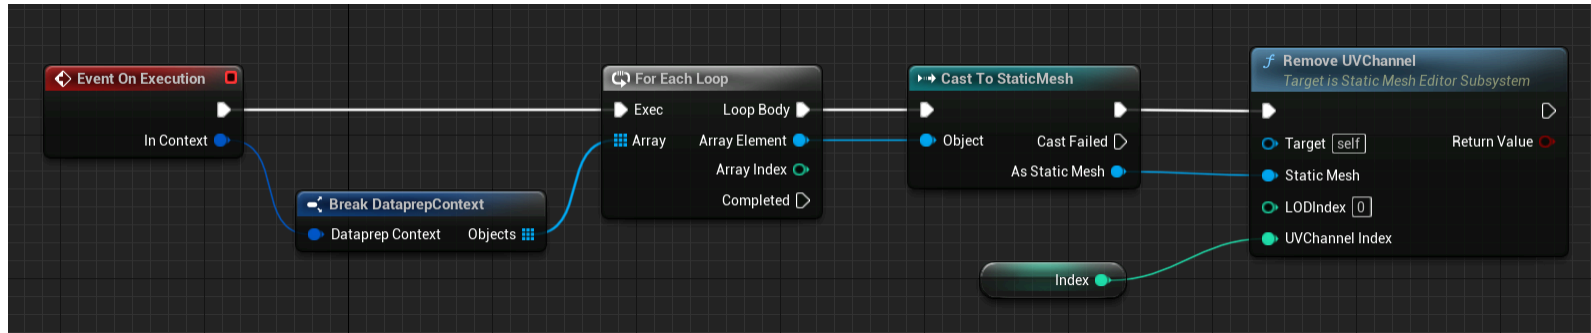 Event On Execution
In Context
Break DataprepContext
Dataprep Context Objects
For Each Loop
Exec Loop Body
Array Array Element
Array Index
Completed
Cast To StaticMesh
Object Cast Failed
As Static Mesh
Index
f Remove UVChannel
Target is Static Mesh Editor Subsystem
Target self Return Value
Static Mesh
LODIndex 0
UVChannel Index